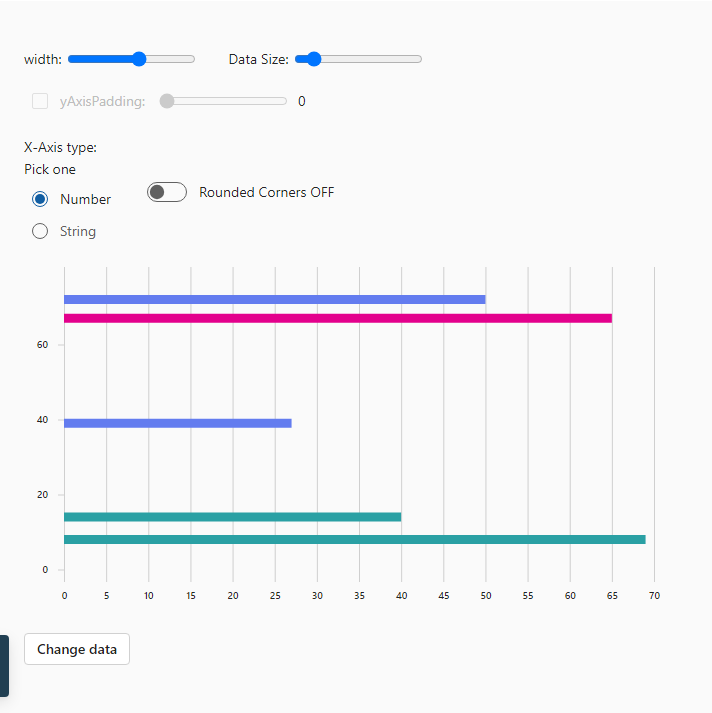 width: Data Size:
yAxisPadding: 0
X-Axis type:
Pick one
Number
Rounded Corners OFF
String
60
40
20
0
0 5 10 15 20 25 30 35 40 45 50 55 60 65 70
Change data